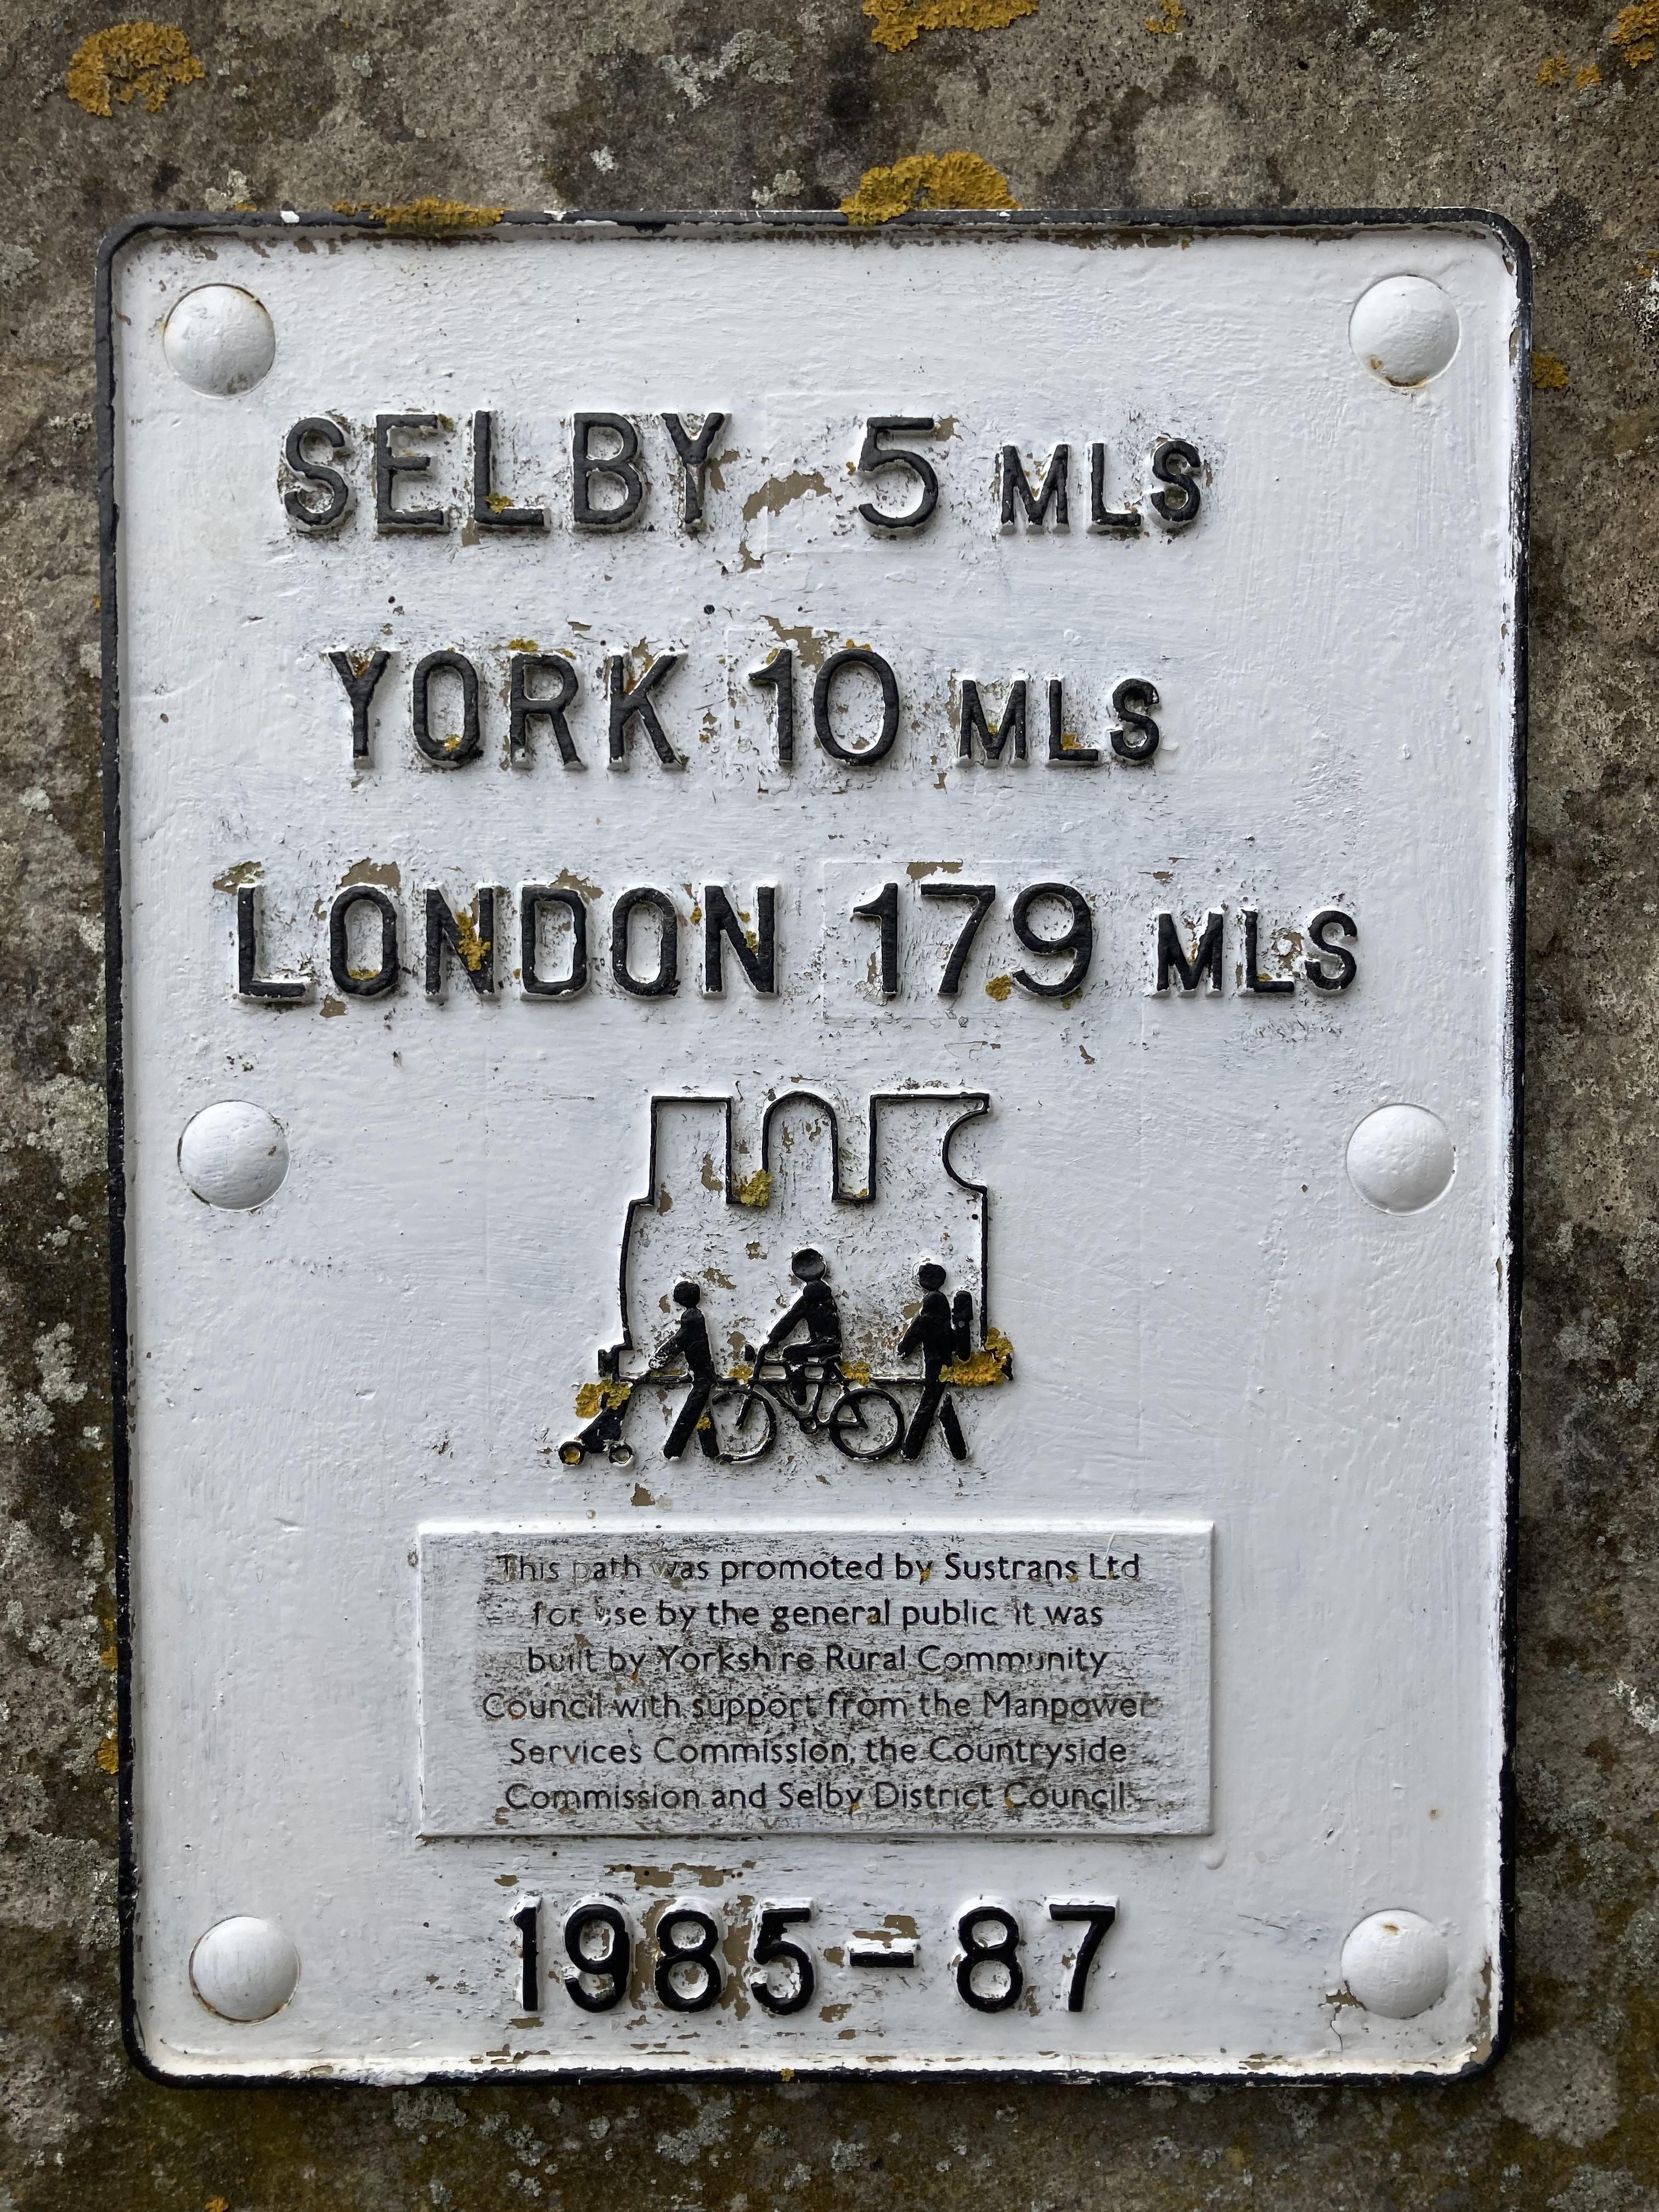 SELBY 5 MLS
YORK 10 MLS
LONDON 179 MLS
This path was promoted by Sustrans Ltd
for use by the general public it was
built by Yorkshire Rural Community
Council with support from the Manpower
Services Commission, the Countryside
Commission and Selby District Council.
1985-87